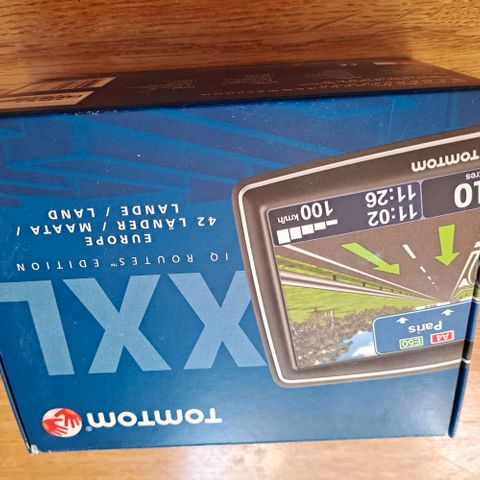 TOMTOM®
XXL
IQ ROUTES™ EDITION
EUROPE
42 LÄNDER / MAATA /
LANDE / LAND
A4 E50
Paris
11:02
11:26
100 km/h
TOMTOM